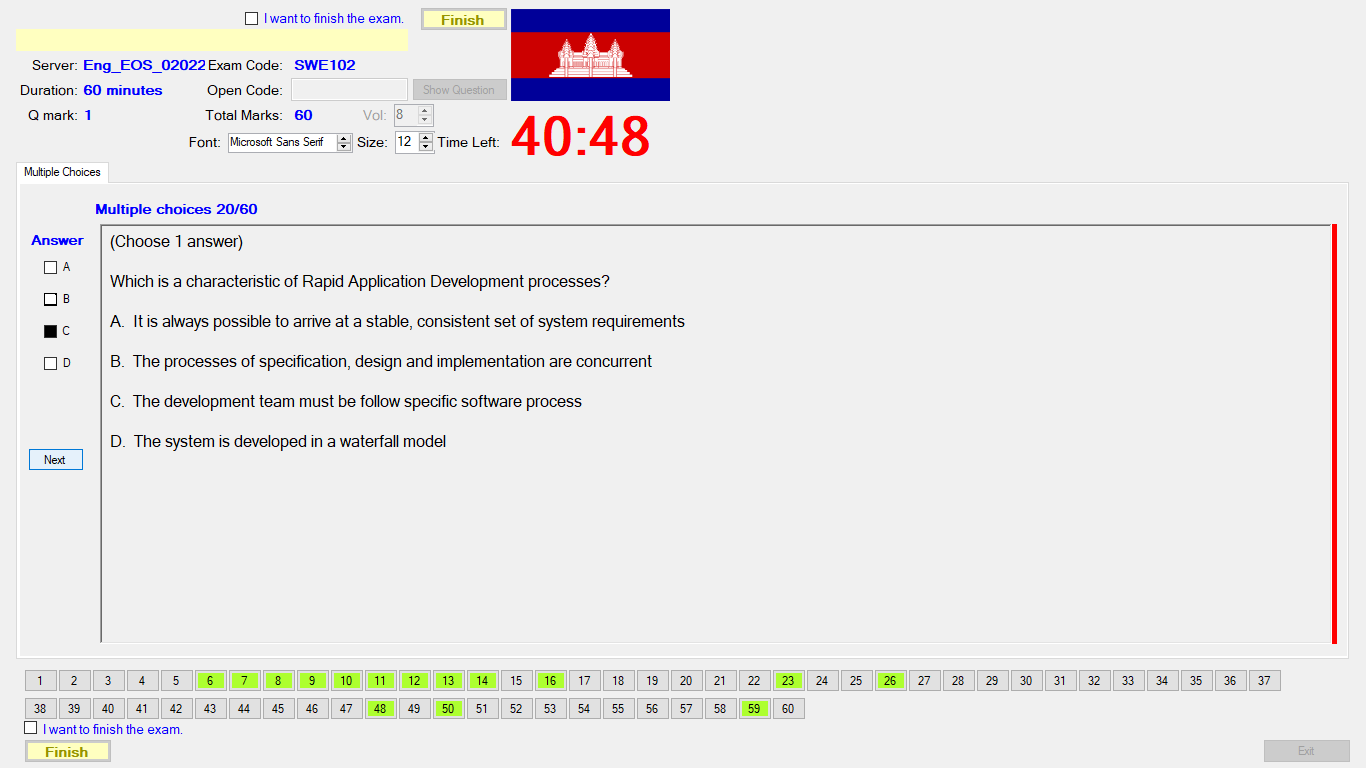 I want to finish the exam.
Finish
Server: Eng_EOS_02022 Exam Code: SWE102
Duration: 60 minutes Open Code: Show Question
Q mark: 1 Total Marks: 60 Vol: 8
Font: Microsoft Sans Serif Size: 12 Time Left: 40:48
Multiple Choices
Multiple choices 20/60
Answer
A
B
C
D
Next
(Choose 1 answer)
Which is a characteristic of Rapid Application Development processes?
A. It is always possible to arrive at a stable, consistent set of system requirements
B. The processes of specification, design and implementation are concurrent
C. The development team must be follow specific software process
D. The system is developed in a waterfall model
1 2 3 4 5 6 7 8 9 10 11 12 13 14 15 16 17 18 19 20 21 22 23 24 25 26 27 28 29 30 31 32 33 34 35 36 37
38 39 40 41 42 43 44 45 46 47 48 49 50 51 52 53 54 55 56 57 58 59 60
I want to finish the exam.
Finish
Exit